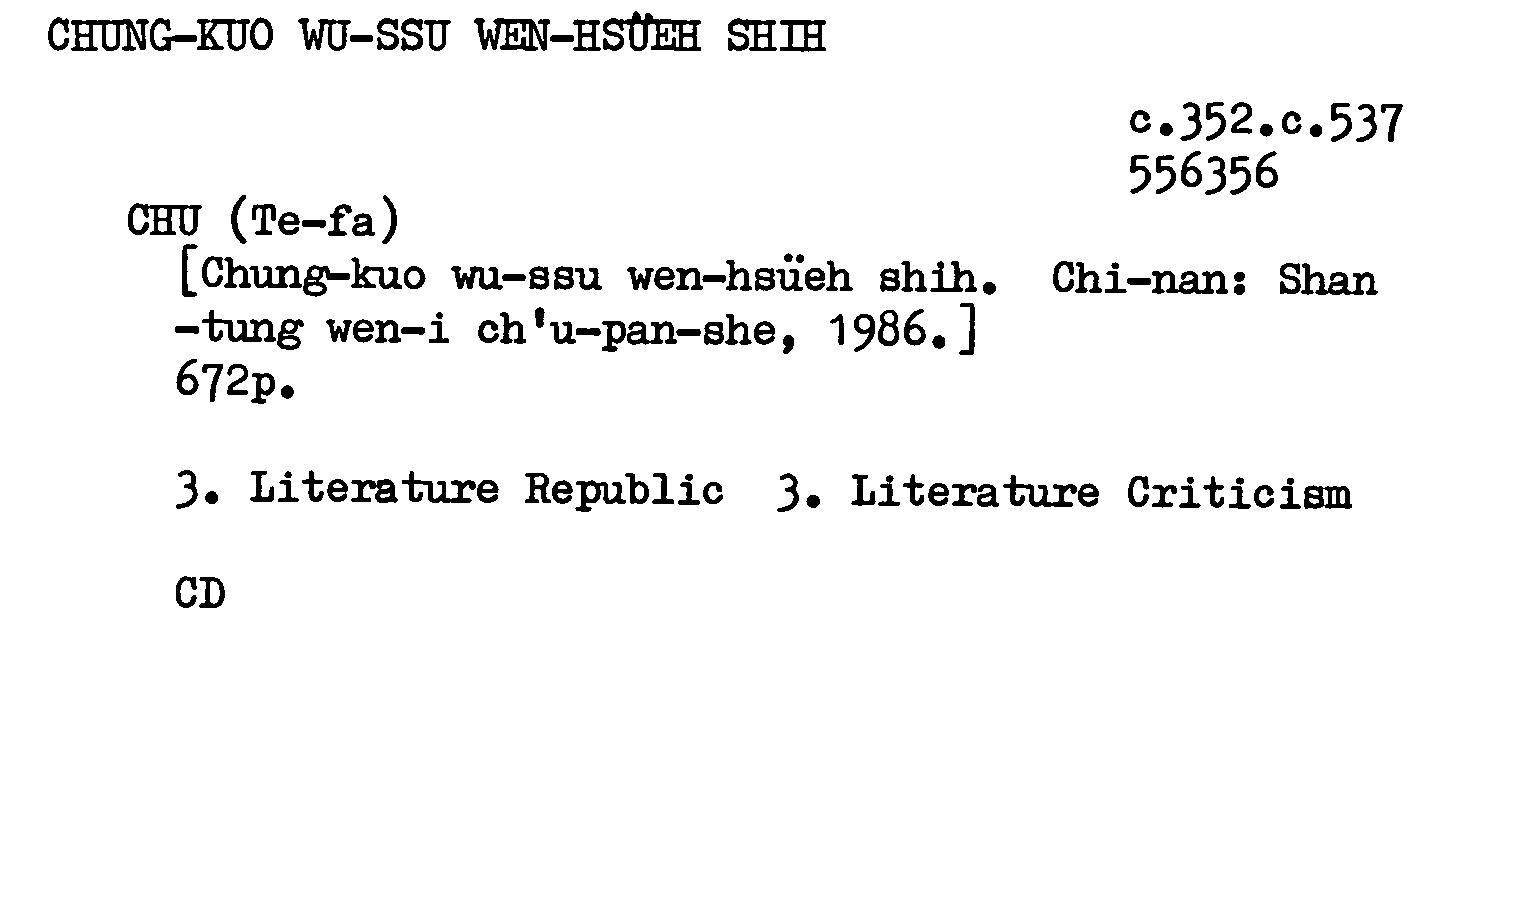 CHUNG-KUO WU-SSU WEN-HSÜEH SHIH
c.352.c.537
556356
CHU (Te-fa)
[Chung-kuo wu-ssu wen-hsüeh shih. Chi-nan: Shan
-tung wen-i ch'u-pan-she, 1986.]
672p.
3. Literature Republic 3. Literature Criticism
CD